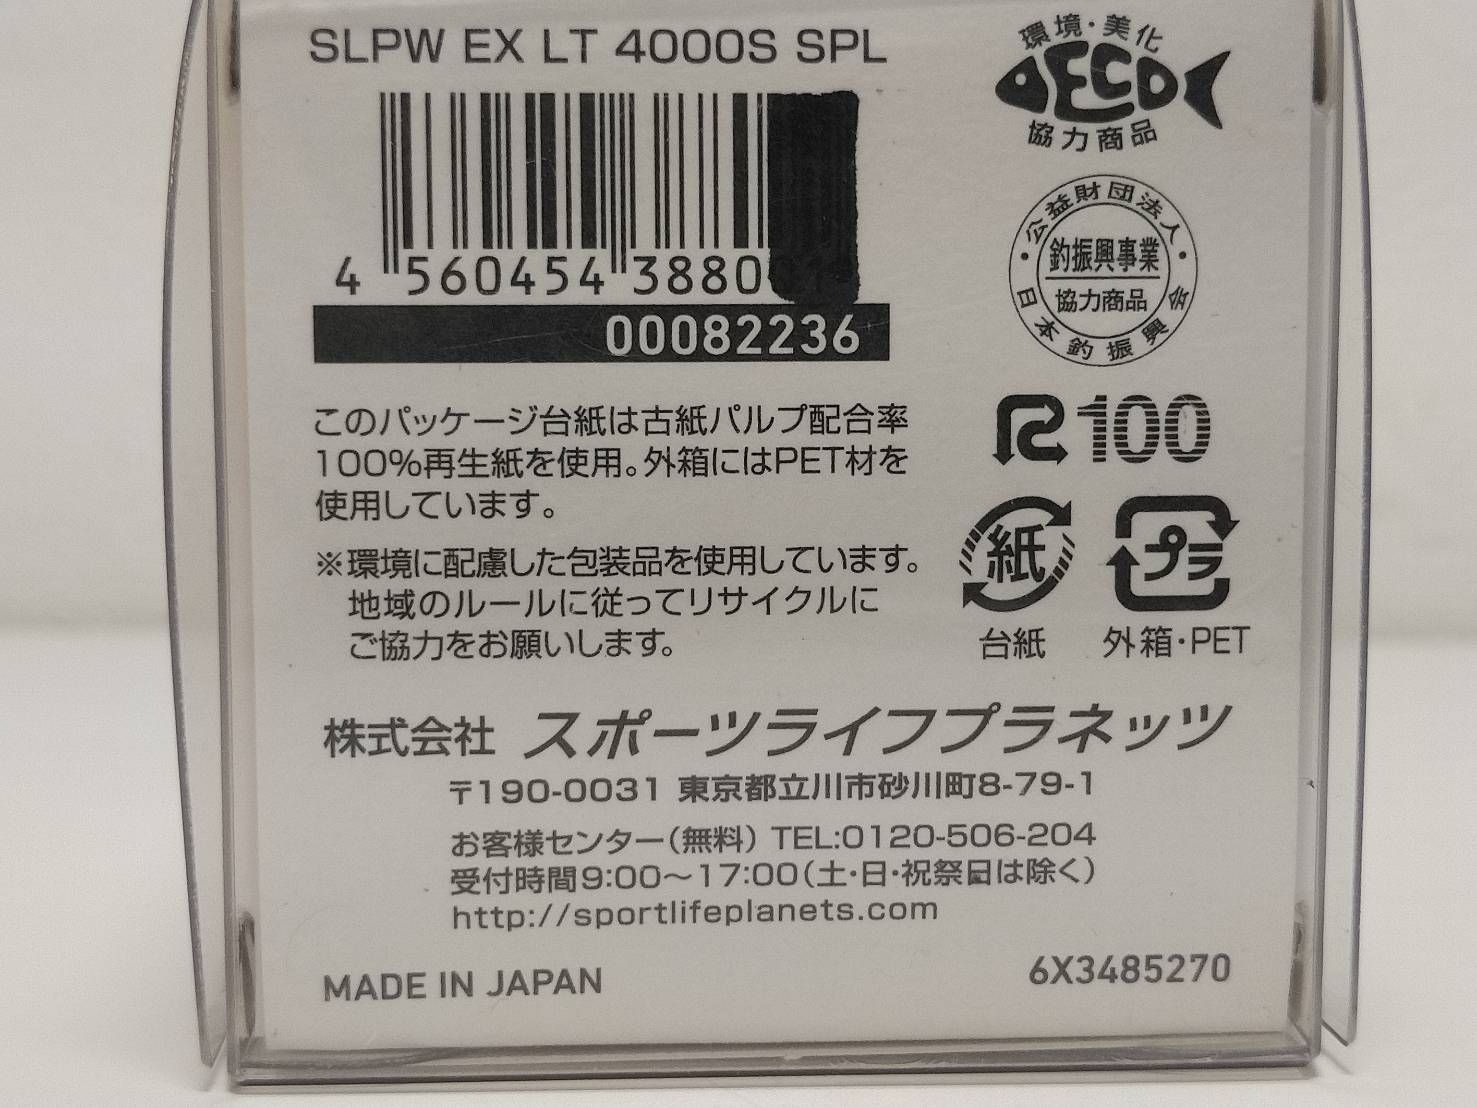 SLPW EX LT 4000S SPL
環境・美化
ECO
協力商品
4 560454 3880
00082236
・公益財団法人・
釣振興事業
協力商品
日本釣振興会
このパッケージ台紙は古紙パルプ配合率
100%再生紙を使用。外箱にはPET材を
使用しています。
R100
※環境に配慮した包装品を使用しています。
地域のルールに従ってリサイクルに
ご協力をお願いします。
紙
プラ
台紙
外箱・PET
株式会社 スポーツライフプラネッツ
〒190-0031 東京都立川市砂川町8-79-1
お客様センター(無料) TEL:0120-506-204
受付時間9:00〜17:00(土・日・祝祭日は除く)
http://sportlifeplanets.com
MADE IN JAPAN
6X3485270